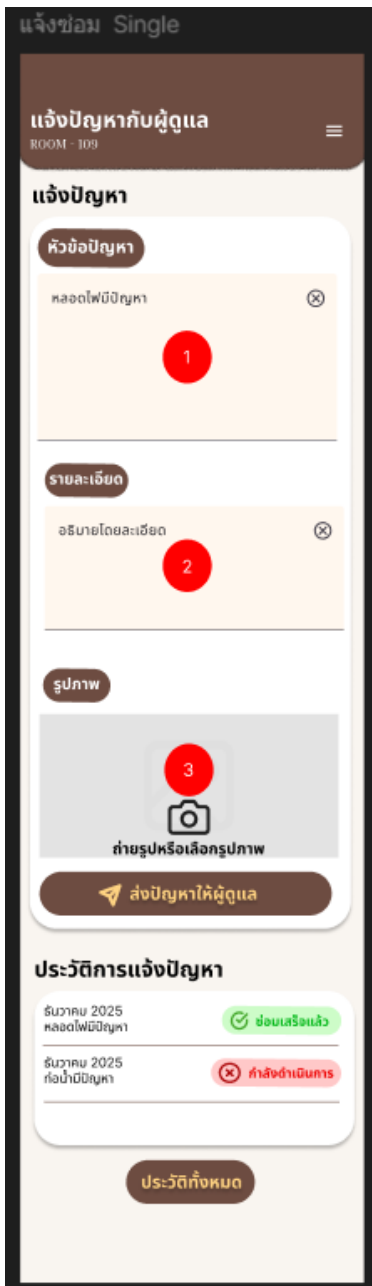 แจ้งซ่อม Single
แจ้งปัญหากับผู้ดูแล
ROOM - 109
แจ้งปัญหา
หัวข้อปัญหา
หลอดไฟมีปัญหา
1
รายละเอียด
อธิบายโดยละเอียด
2
รูปภาพ
3
ถ่ายรูปหรือเลือกรูปภาพ
ส่งปัญหาให้ผู้ดูแล
ประวัติการแจ้งปัญหา
ธันวาคม 2025
หลอดไฟมีปัญหา
ซ่อมเสร็จแล้ว
ธันวาคม 2025
ท่อน้ำมีปัญหา
กำลังดำเนินการ
ประวัติทั้งหมด